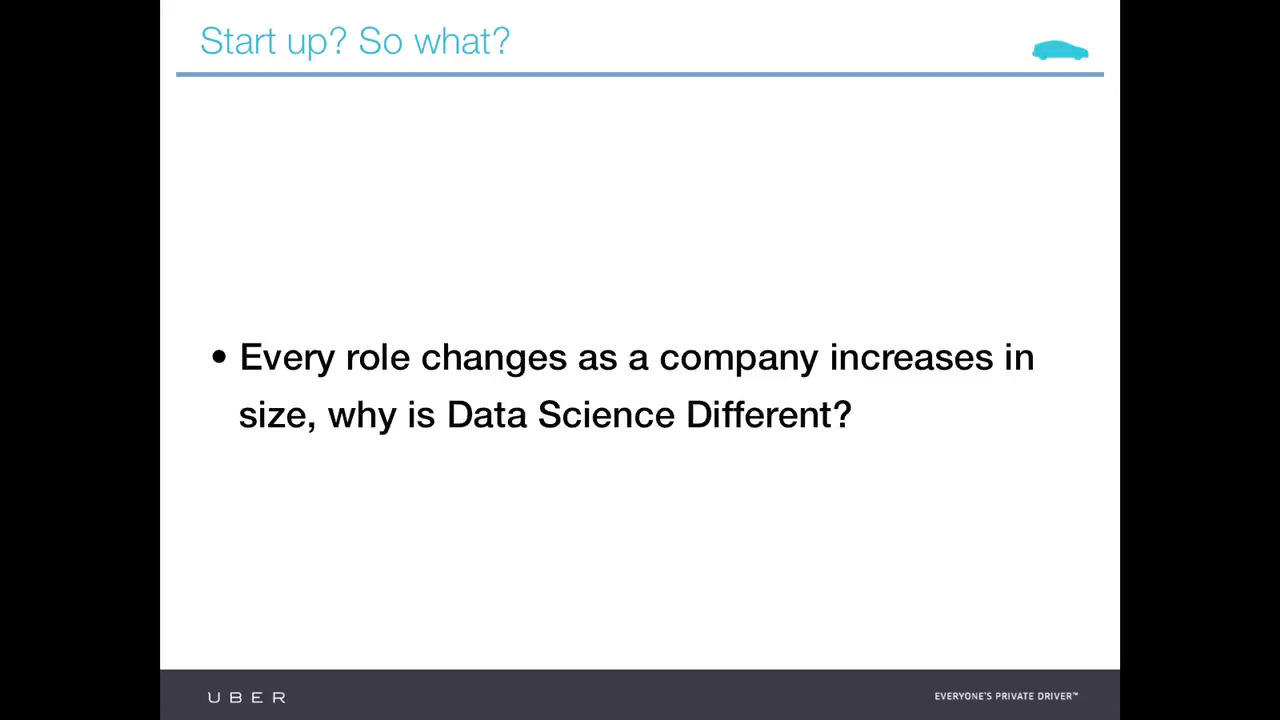 Start up? So what?
• Every role changes as a company increases in
size, why is Data Science Different?
UBER
EVERYONE'S PRIVATE DRIVER™